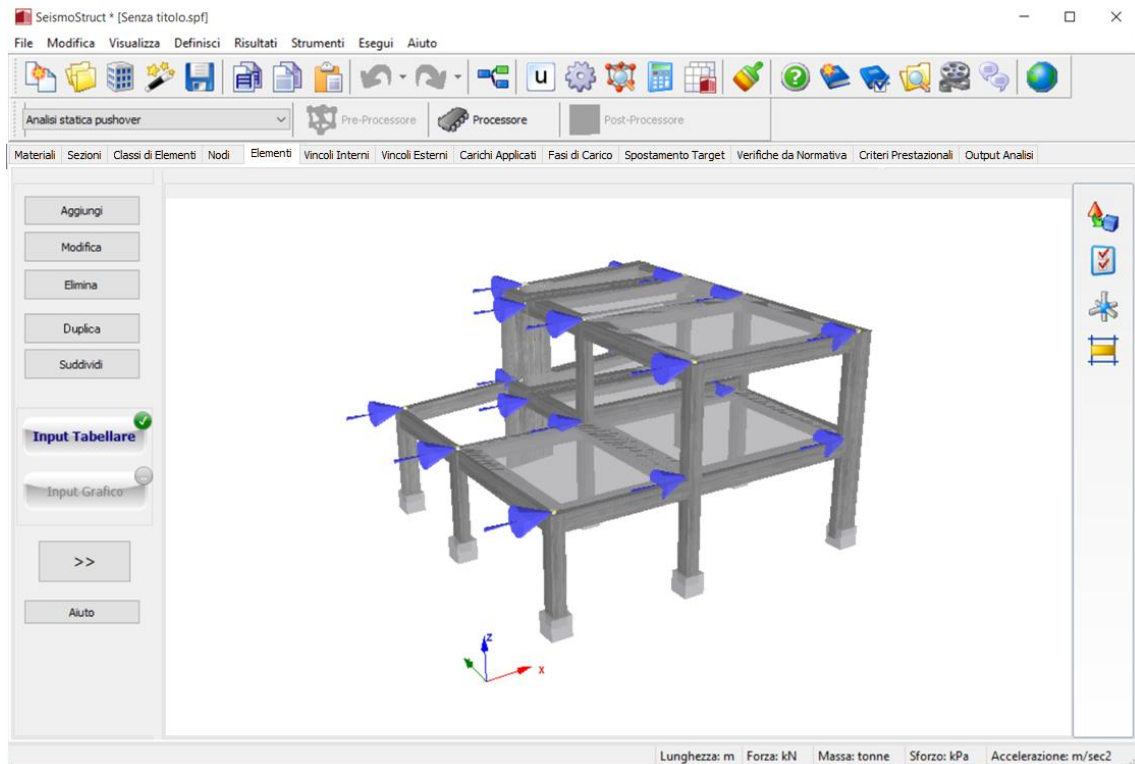 SeismoStruct * [Senza titolo.spf]
File Modifica Visualizza Definisci Risultati Strumenti Esegui Aiuto
u
Analisi statica pushover Pre-Processore Processore Post-Processore
Materiali Sezioni Classi di Elementi Nodi Elementi Vincoli Interni Vincoli Esterni Carichi Applicati Fasi di Carico Spostamento Target Verifiche da Normativa Criteri Prestazionali Output Analisi
Aggiungi
Modifica
Elimina
Duplica
Suddividi
Input Tabellare
Input Grafico
>>
Aiuto
z
x
Lunghezza: m Forza: kN Massa: tonne Sforzo: kPa Accelerazione: m/sec2